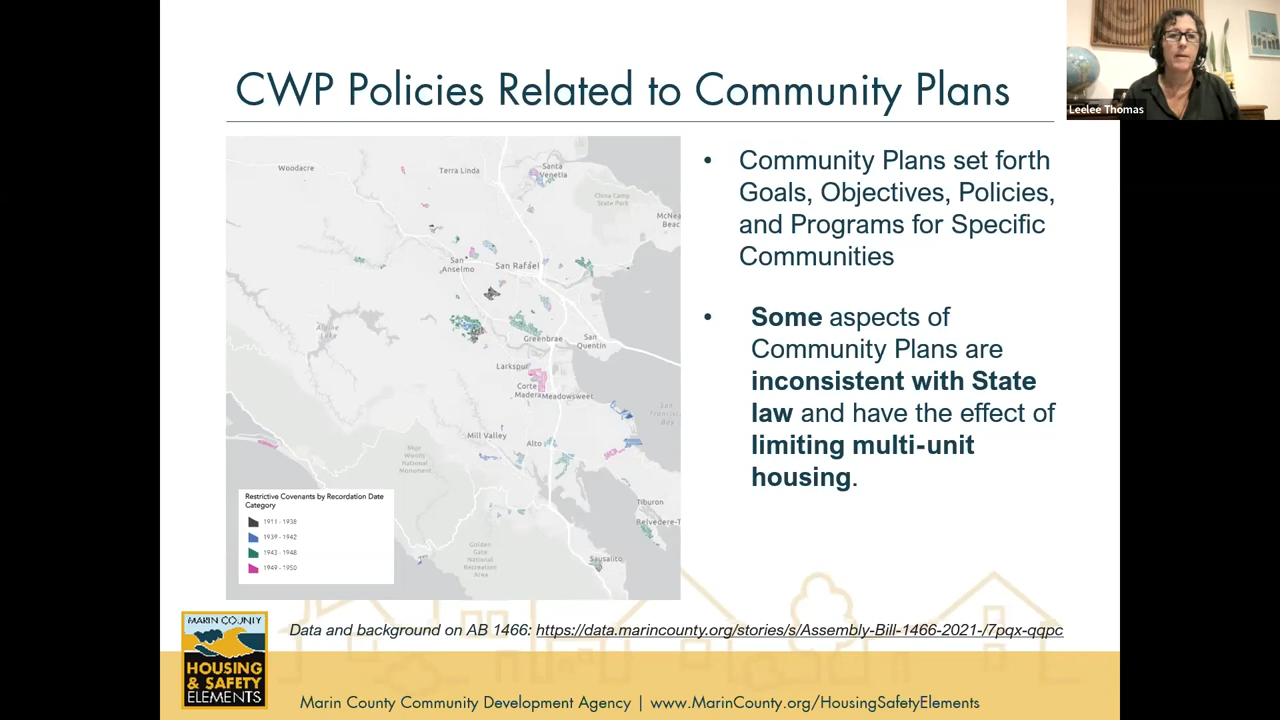 CWP Policies Related to Community Plans
Leelee Thomas
Woodacre
Terra Linda
Santa
Venetia
China Camp
State Park
McNea
Beac
San
Anselmo
San Rafael
Alpine
Lake
Greenbrae
San
Quentin
Larkspur
Corte
Madera
Meadowsweet
San
Francisco
Bay
Mill Valley
Alto
Muir
Woods
National
Monument
Tiburon
Belvedere-T
Golden
Gate
National
Recreation
Area
Sausalito
Restrictive Covenants by Recordation Date
Category
1911 - 1938
1939 - 1942
1943 - 1948
1949 - 1950
• Community Plans set forth
Goals, Objectives, Policies,
and Programs for Specific
Communities
• Some aspects of
Community Plans are
inconsistent with State
law and have the effect of
limiting multi-unit
housing.
Data and background on AB 1466: https://data.marincounty.org/stories/s/Assembly-Bill-1466-2021-/7pqx-qqpc
MARIN COUNTY
HOUSING
& SAFETY
ELEMENTS
Marin County Community Development Agency | www.MarinCounty.org/HousingSafetyElements